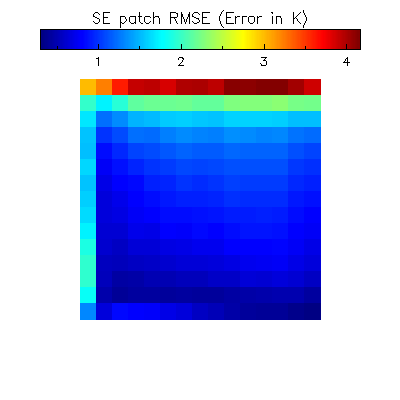 SE patch RMSE (Error in K)
1 2 3 4